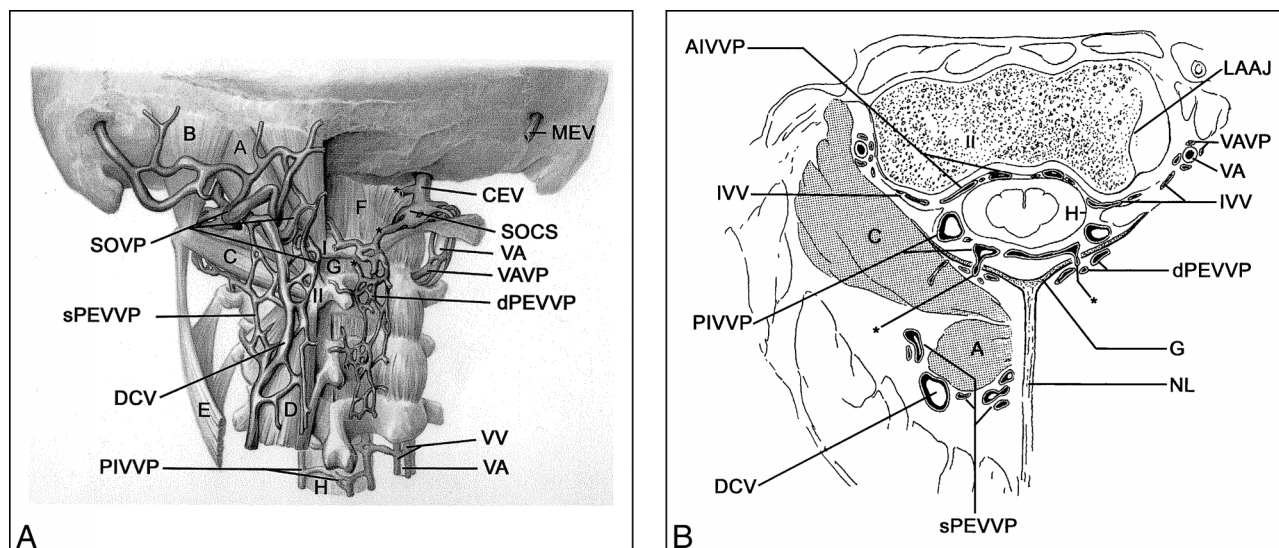 B
A
MEV
F
CEV
SOCS
SOVP
*
*
I
VA
C
G
*
VAVP
II
dPEVVP
sPEVVP
DCV
E
D
VV
PIVVP
VA
H
A
AIVVP
LAAJ
II
VAVP
VA
IVV
IVV
H
C
dPEVVP
PIVVP
*
*
A
G
NL
DCV
sPEVVP
B